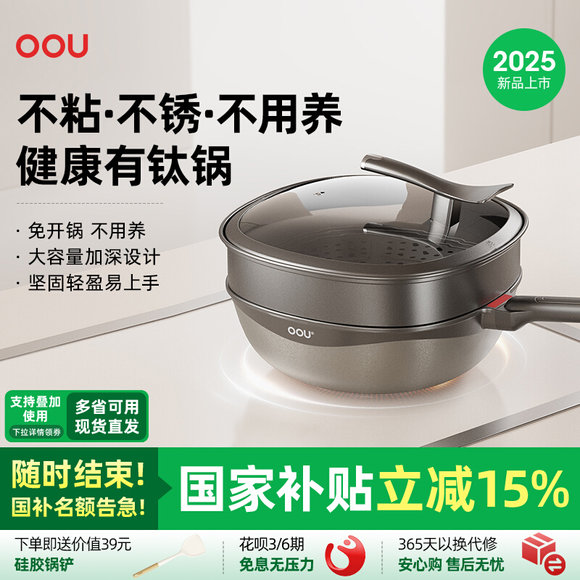 OOU
2025
新品上市
不粘·不锈·不用养
健康有钛锅
·免开锅 不用养
·大容量加深设计
·坚固轻盈易上手
OOU
支持叠加
使用
下拉详情领券
多省可用
现货直发
随时结束!
国补名额告急!
国家补贴立减15%
下单即送价值39元
硅胶锅铲
花呗3/6期
免息无压力
365天以换代修
安心购 售后无忧